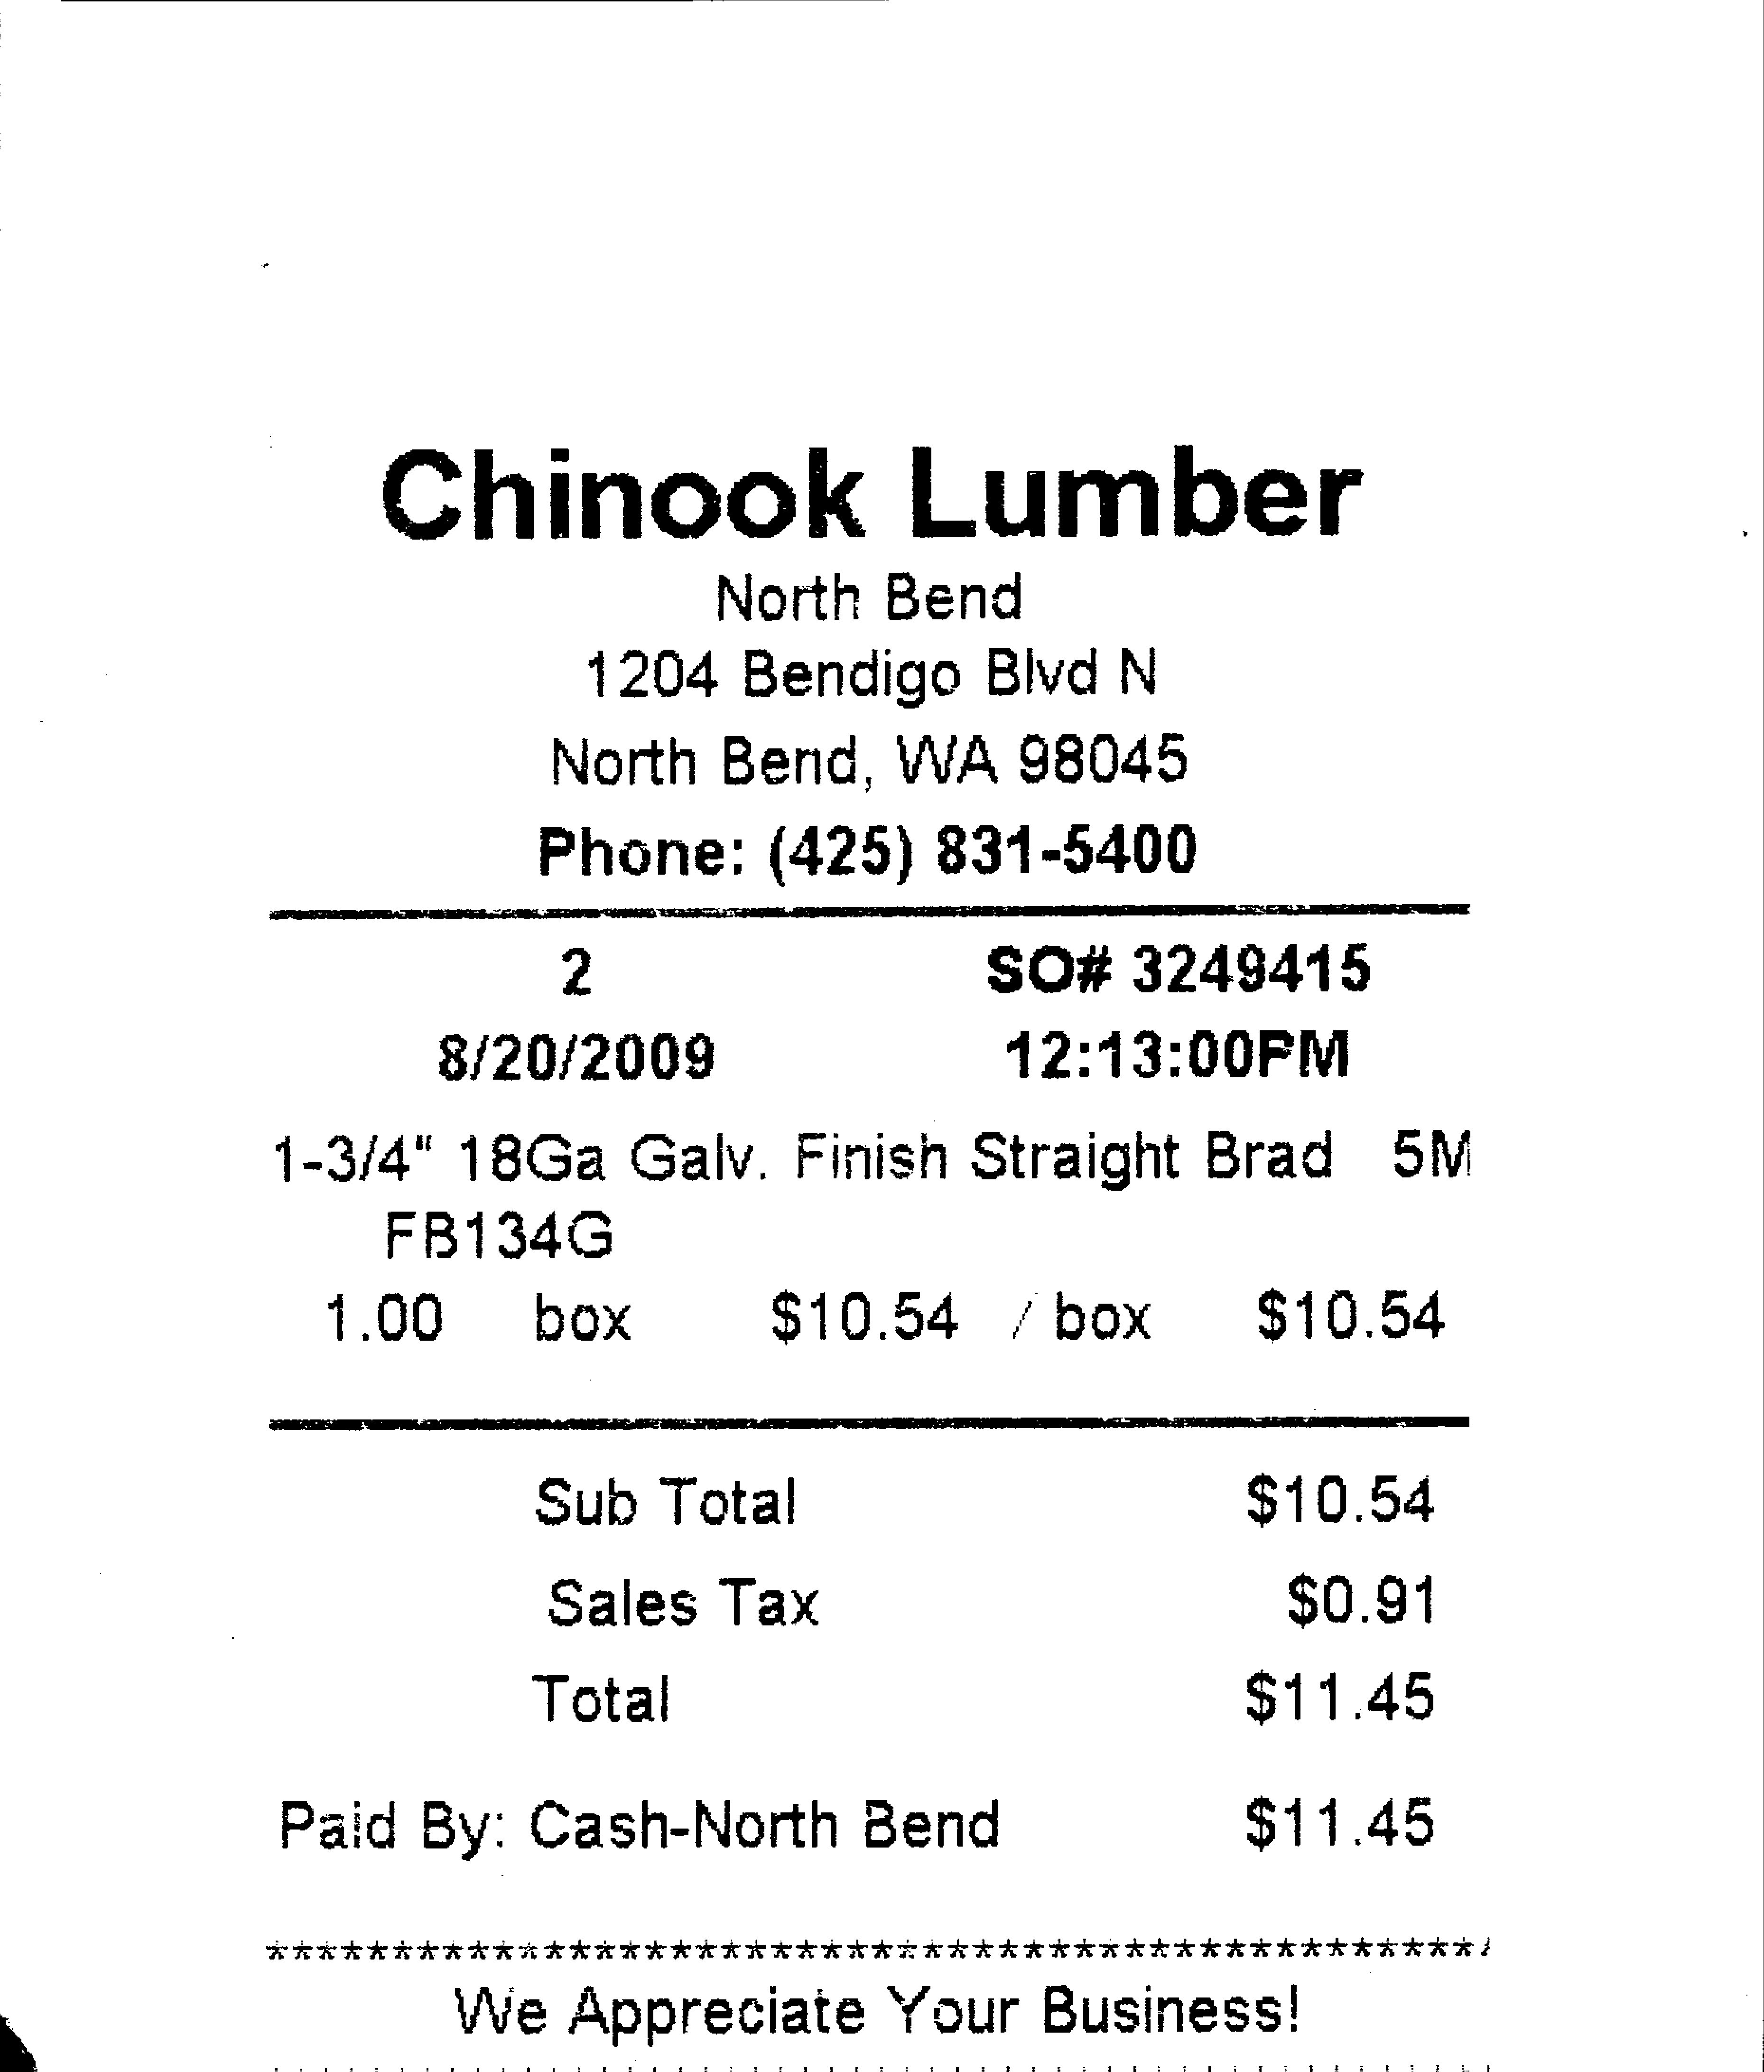 Chinook Lumber
North Bend
1204 Bendigo Blvd N
North Bend, WA 98045
Phone: (425) 831-5400
2 SO# 3249415
8/20/2009 12:13:00PM
1-3/4" 18Ga Galv. Finish Straight Brad 5M
FB134G
1.00 box $10.54 / box $10.54
Sub Total $10.54
Sales Tax $0.91
Total $11.45
Paid By: Cash-North Bend $11.45
************************************************
We Appreciate Your Business!